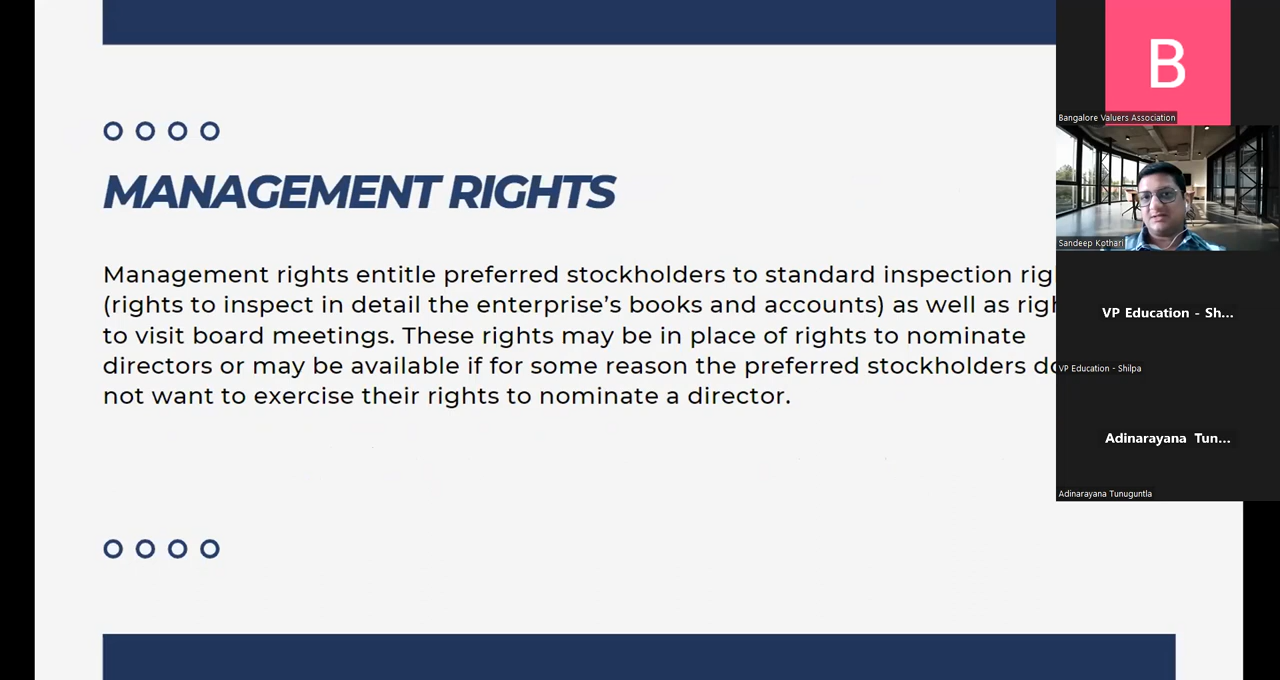 MANAGEMENT RIGHTS
Management rights entitle preferred stockholders to standard inspection
(rights to inspect in detail the enterprise’s books and accounts) as well as
to visit board meetings. These rights may be in place of rights to nominate
directors or may be available if for some reason the preferred stockholders
not want to exercise their rights to nominate a director.
B
Bangalore Valuers Association
Sandeep Kothari
VP Education - Sh...
VP Education - Shilpa
Adinarayana Tun...
Adinarayana Tunuguntla